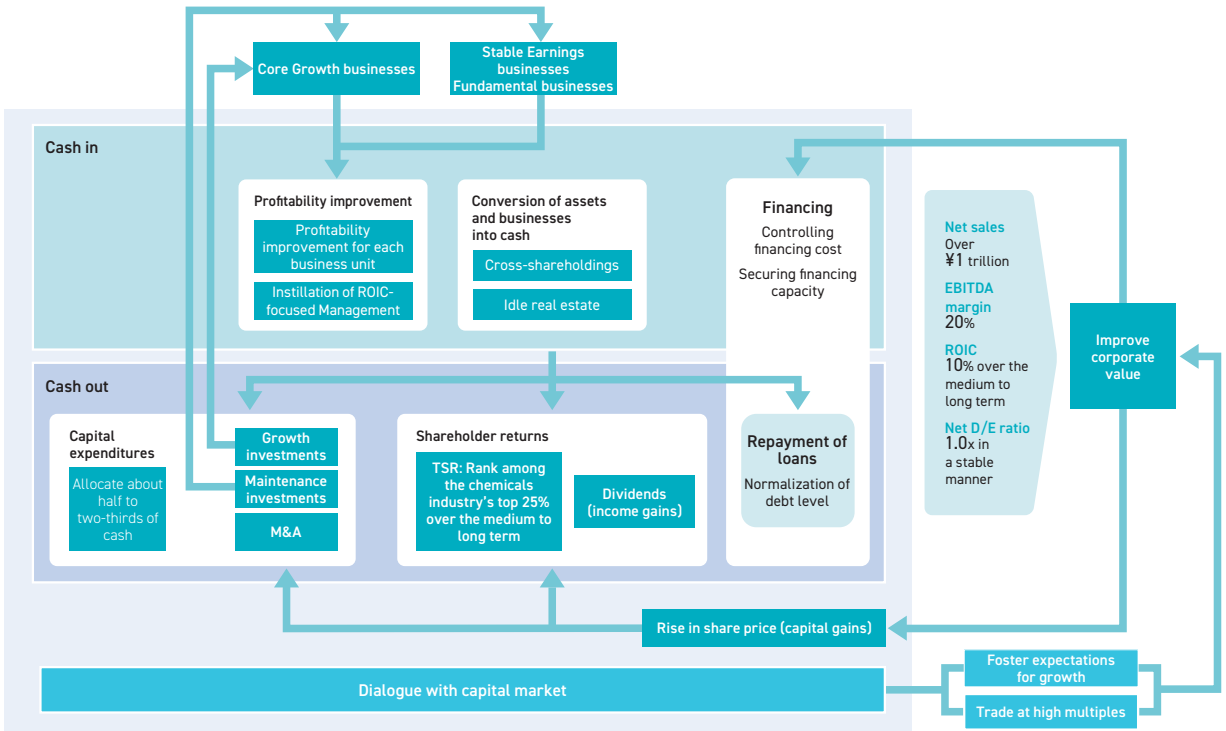 Core Growth businesses
Stable Earnings
businesses
Fundamental businesses
Cash in
Profitability improvement
Profitability
improvement for each
business unit
Instillation of ROIC-
focused Management
Conversion of assets
and businesses
into cash
Cross-shareholdings
Idle real estate
Financing
Controlling
financing cost
Securing financing
capacity
Net sales
Over
¥1 trillion
EBITDA
margin
20%
ROIC
10% over the
medium to
long term
Net D/E ratio
1.0x in
a stable
manner
Improve
corporate
value
Cash out
Capital
expenditures
Allocate about
half to
two-thirds of
cash
Growth
investments
Maintenance
investments
M&A
Shareholder returns
TSR: Rank among
the chemicals
industry's top 25%
over the medium to
long term
Dividends
(income gains)
Repayment of
loans
Normalization of
debt level
Rise in share price (capital gains)
Dialogue with capital market
Foster expectations
for growth
Trade at high multiples